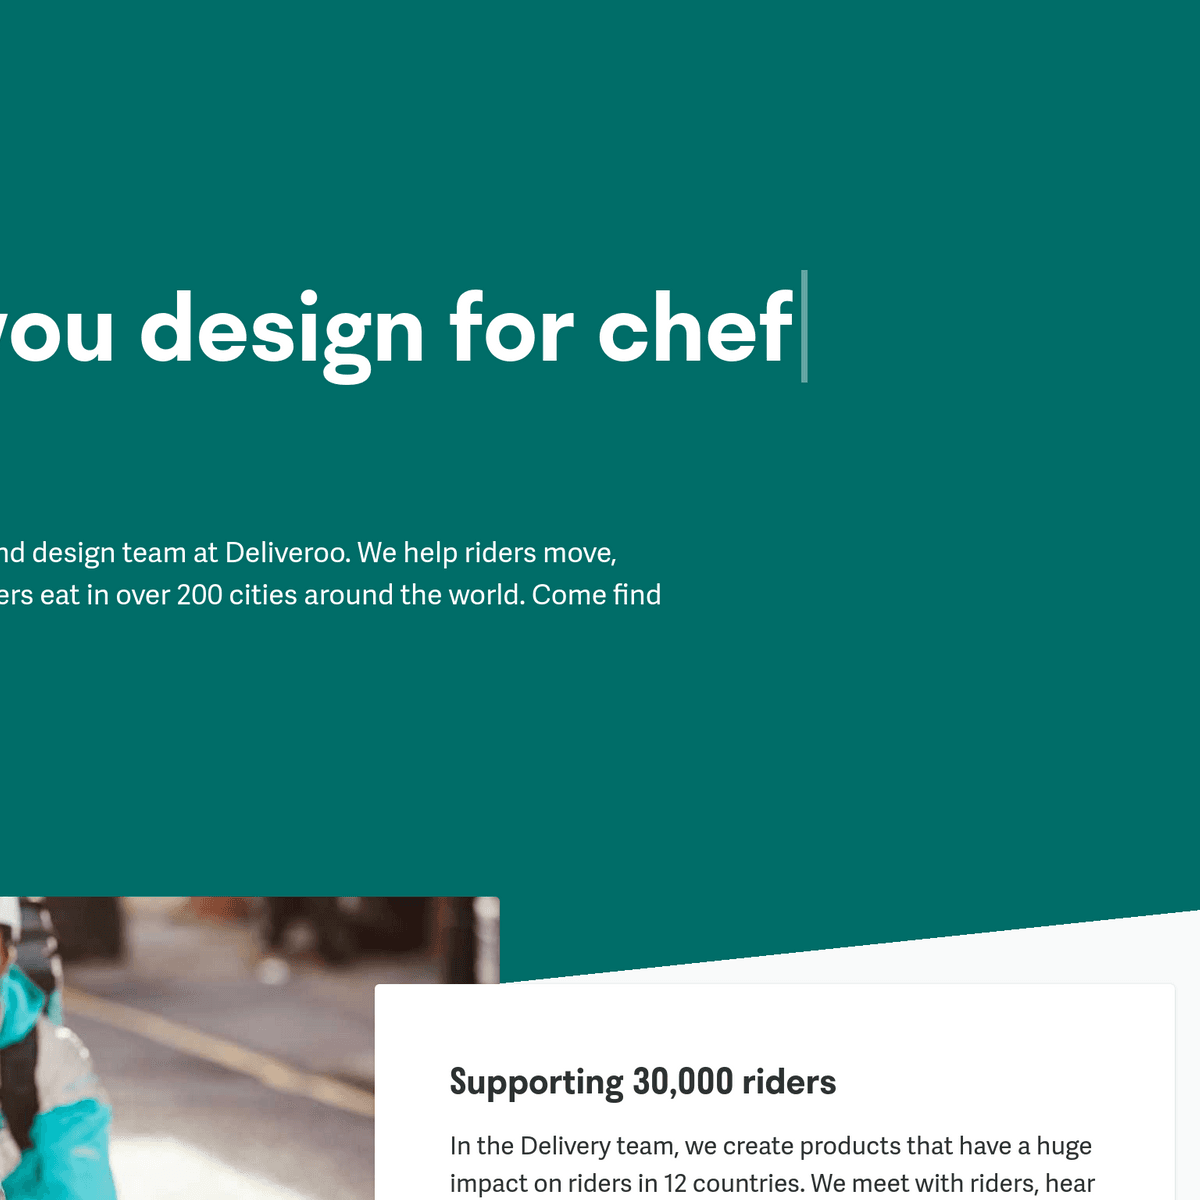 you design for chef
nd design team at Deliveroo. We help riders move,
ers eat in over 200 cities around the world. Come find
Supporting 30,000 riders
In the Delivery team, we create products that have a huge
impact on riders in 12 countries. We meet with riders, hear